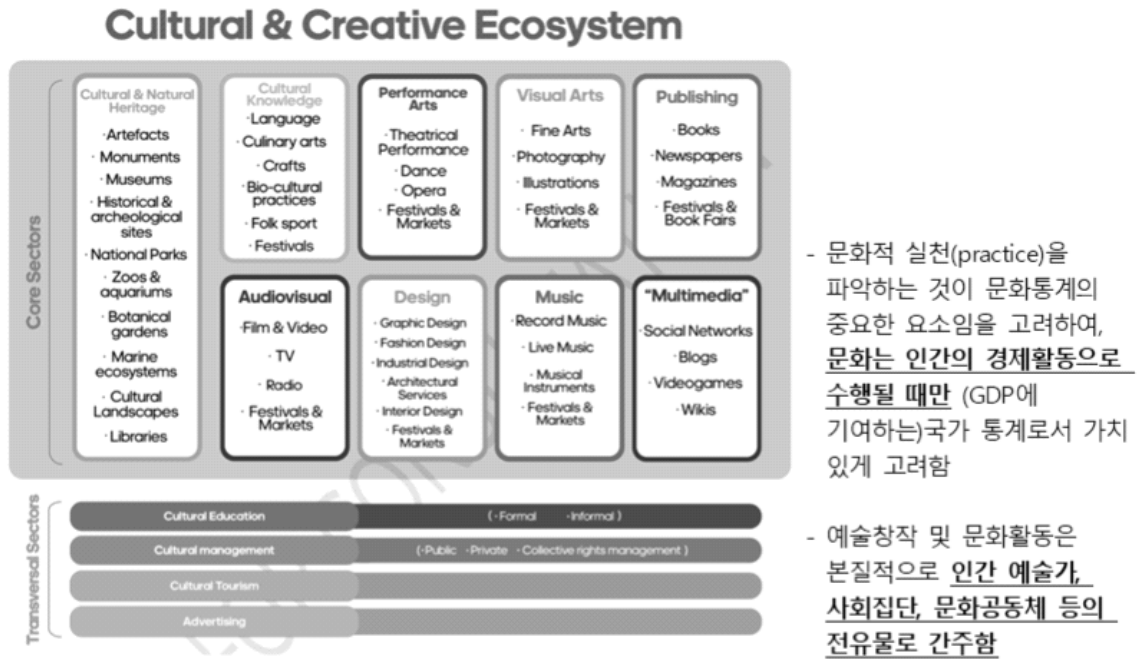 Cultural & Creative Ecosystem
Core Sectors
Cultural & Natural
Heritage
·Artefacts
· Monuments
· Museums
· Historical &
archeological
sites
· National Parks
· Zoos &
aquariums
· Botanical
gardens
· Marine
ecosystems
· Cultural
Landscapes
· Libraries
Cultural
Knowledge
·Language
· Culinary arts
· Crafts
· Bio-cultural
practices
· Folk sport
· Festivals
Performance
Arts
·Theatrical
Performance
· Dance
· Opera
· Festivals &
Markets
Visual Arts
· Fine Arts
·Photography
· Illustrations
· Festivals &
Markets
Publishing
· Books
·Newspapers
·Magazines
· Festivals &
Book Fairs
Audiovisual
·Film & Video
· TV
· Radio
· Festivals &
Markets
Design
· Graphic Design
· Fashion Design
·Industrial Design
· Architectural
Services
· Interior Design
· Festivals &
Markets
Music
·Record Music
· Live Music
· Musical
Instruments
· Festivals &
Markets
"Multimedia"
·Social Networks
· Blogs
· Videogames
· Wikis
Transversal Sectors
Cultural Education
( ·Formal ·Informal )
Cultural management
(·Public ·Private ·Collective rights management )
Cultural Tourism
Advertising
- 문화적 실천(practice)을
파악하는 것이 문화통계의
중요한 요소임을 고려하여,
문화는 인간의 경제활동으로
수행될 때만 (GDP에
기여하는)국가 통계로서 가치
있게 고려함
- 예술창작 및 문화활동은
본질적으로 인간 예술가,
사회집단, 문화공동체 등의
전유물로 간주함